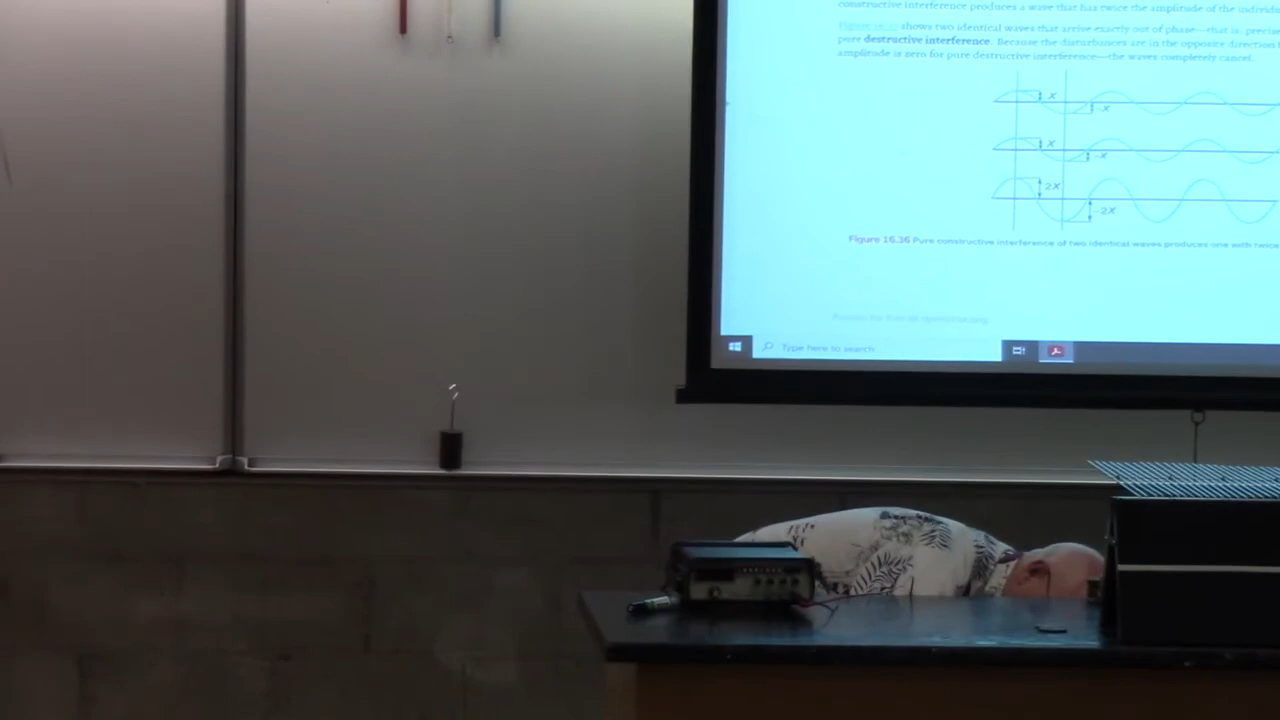 constructive interference produces a wave that has twice the amplitude of the individu
shows two identical waves that arrive exactly out of phase—that is, precise
pure destructive interference. Because the disturbances are in the opposite direction f
amplitude is zero for pure destructive interference—the waves completely cancel.
X
-X
X
-X
2X
-2X
Figure 16.36 Pure constructive interference of two identical waves produces one with twice
Type here to search